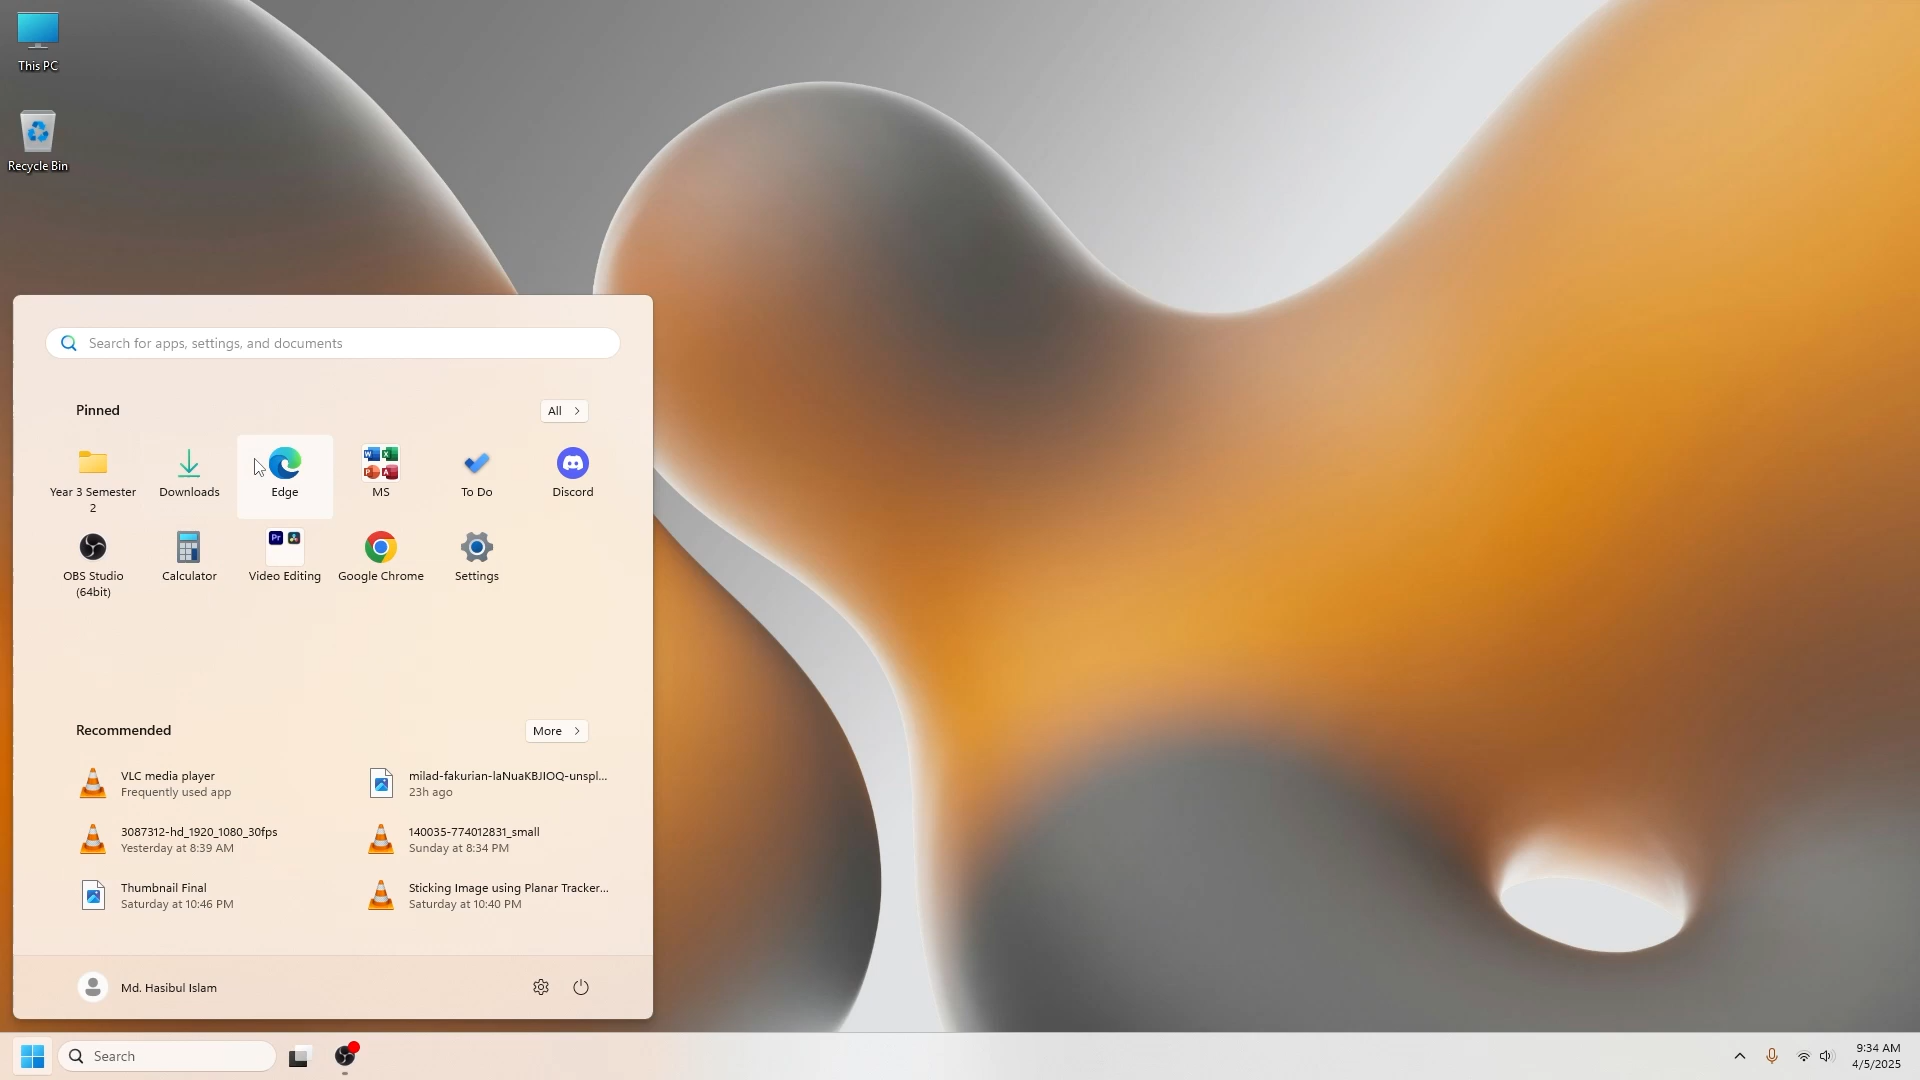 This PC
Recycle Bin
Search for apps, settings, and documents
Pinned
All
Year 3 Semester
2
Downloads
Edge
MS
To Do
Discord
OBS Studio
(64bit)
Calculator
Video Editing
Google Chrome
Settings
Recommended
More
VLC media player
Frequently used app
milad-fakurian-laNuaKBJIOQ-unspl...
23h ago
3087312-hd_1920_1080_30fps
Yesterday at 8:39 AM
140035-774012831_small
Sunday at 8:34 PM
Thumbnail Final
Saturday at 10:46 PM
Sticking Image using Planar Tracker...
Saturday at 10:40 PM
Md. Hasibul Islam
Search
9:34 AM
4/5/2025